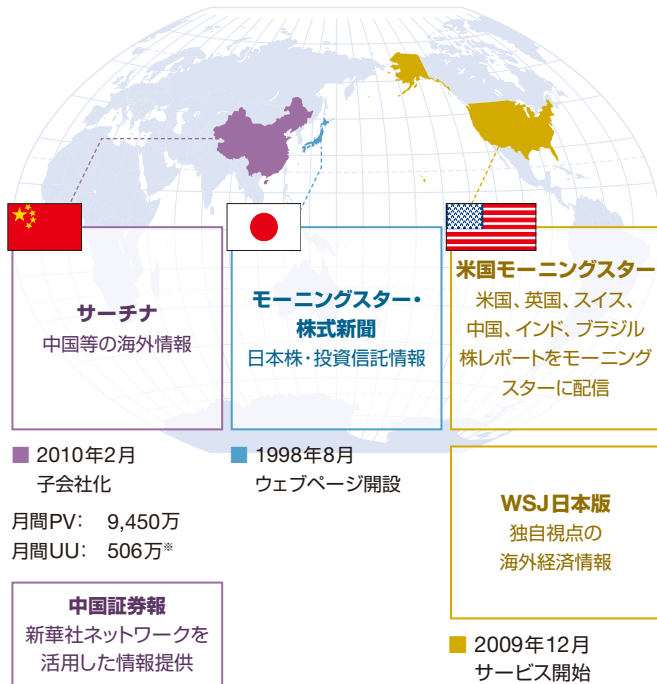 サーチナ
中国等の海外情報
■ 2010年2月
子会社化
月間PV： 9,450万
月間UU： 506万※
中国証券報
新華社ネットワークを
活用した情報提供
モーニングスター・
株式新聞
日本株・投資信託情報
■ 1998年8月
ウェブページ開設
米国モーニングスター
米国、英国、スイス、
中国、インド、ブラジル
株レポートをモーニング
スターに配信
WSJ日本版
独自視点の
海外経済情報
■ 2009年12月
サービス開始